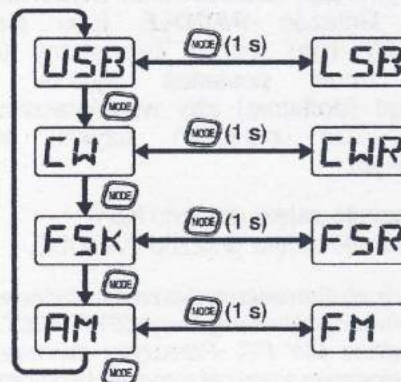 USB MODE (1 s) LSB
MODE
CW MODE (1 s) CWR
MODE
FSK MODE (1 s) FSR
MODE
AM MODE (1 s) FM
MODE